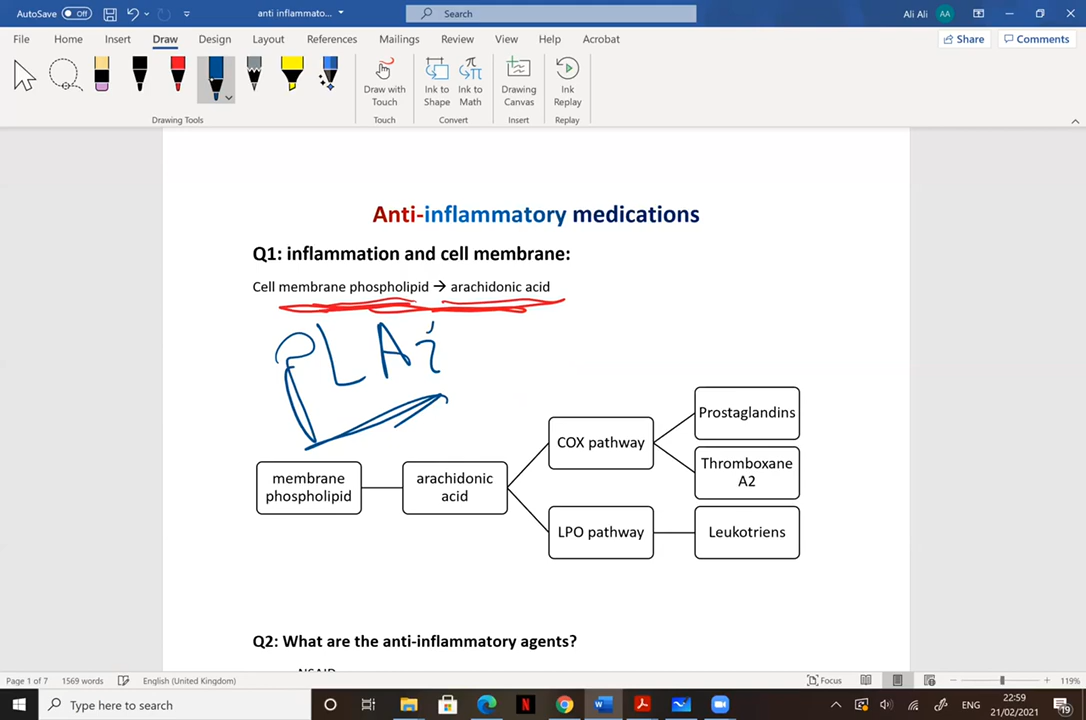 AutoSave Off anti inflammato... Search Ali Ali AA
File Home Insert Draw Design Layout References Mailings Review View Help Acrobat Share Comments
Draw with Touch
Ink to Shape
Ink to Math
Drawing Canvas
Ink Replay
Drawing Tools Touch Convert Insert Replay
Anti-inflammatory medications
Q1: inflammation and cell membrane:
Cell membrane phospholipid → arachidonic acid
PLA
membrane phospholipid
arachidonic acid
COX pathway
Prostaglandins
Thromboxane A2
LPO pathway
Leukotriens
Q2: What are the anti-inflammatory agents?
NSAID
Page 1 of 7 1569 words English (United Kingdom) Focus 119%
Type here to search ENG 22:59
21/02/2021 19